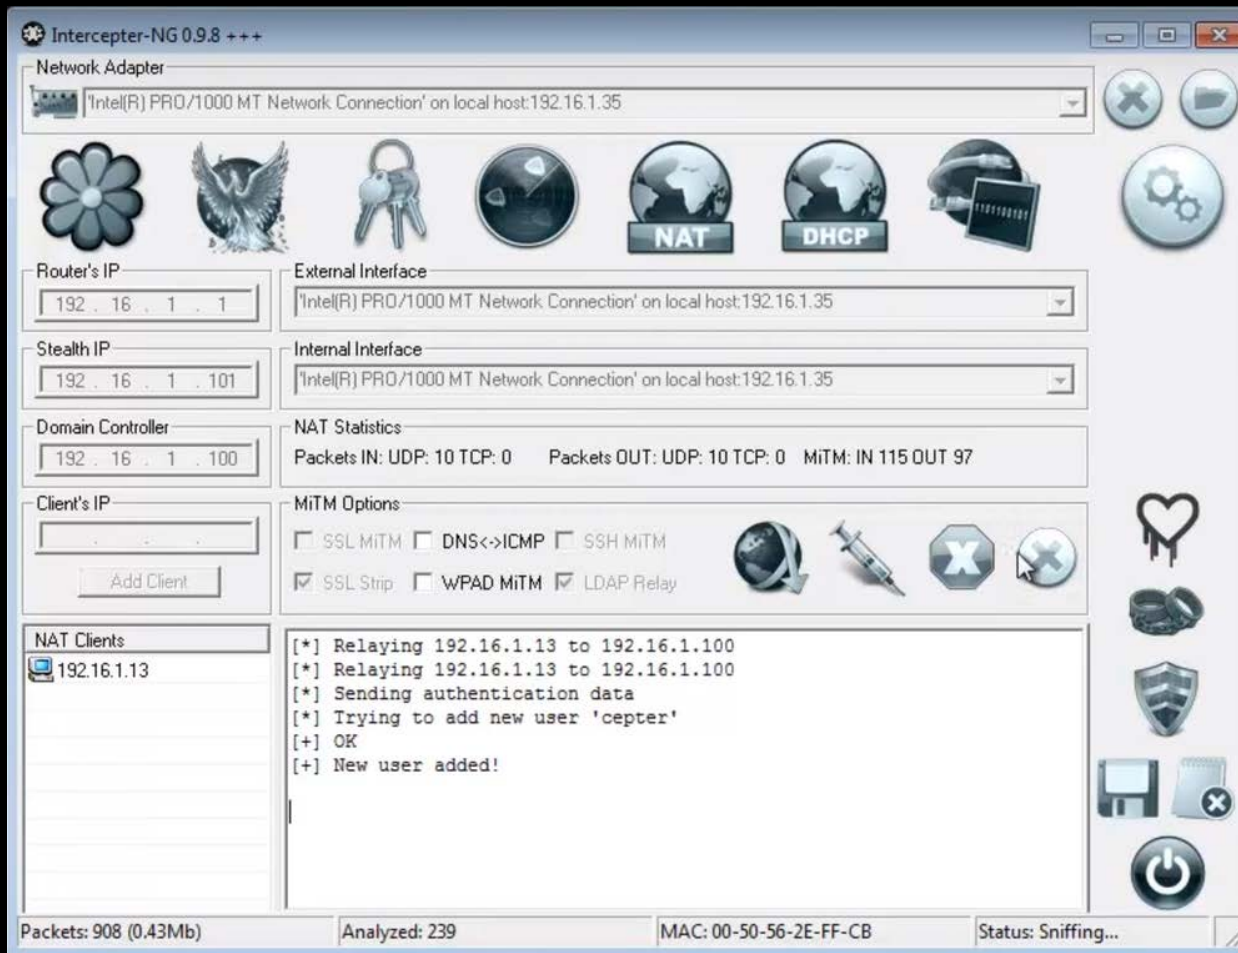 Intercepter-NG 0.9.8 +++
Network Adapter
'Intel(R) PRO/1000 MT Network Connection' on local host:192.16.1.35
NAT
DHCP
1101100101
Router's IP
192 . 16 . 1 . 1
External Interface
'Intel(R) PRO/1000 MT Network Connection' on local host:192.16.1.35
Stealth IP
192 . 16 . 1 . 101
Internal Interface
'Intel(R) PRO/1000 MT Network Connection' on local host:192.16.1.35
Domain Controller
192 . 16 . 1 . 100
NAT Statistics
Packets IN: UDP: 10 TCP: 0 Packets OUT: UDP: 10 TCP: 0 MiTM: IN 115 OUT 97
Client's IP
. . .
Add Client
MiTM Options
SSL MiTM DNS<->ICMP SSH MiTM
SSL Strip WPAD MiTM LDAP Relay
NAT Clients
192.16.1.13
[*] Relaying 192.16.1.13 to 192.16.1.100
[*] Relaying 192.16.1.13 to 192.16.1.100
[*] Sending authentication data
[*] Trying to add new user 'cepter'
[+] OK
[+] New user added!
Packets: 908 (0.43Mb) Analyzed: 239 MAC: 00-50-56-2E-FF-CB Status: Sniffing...